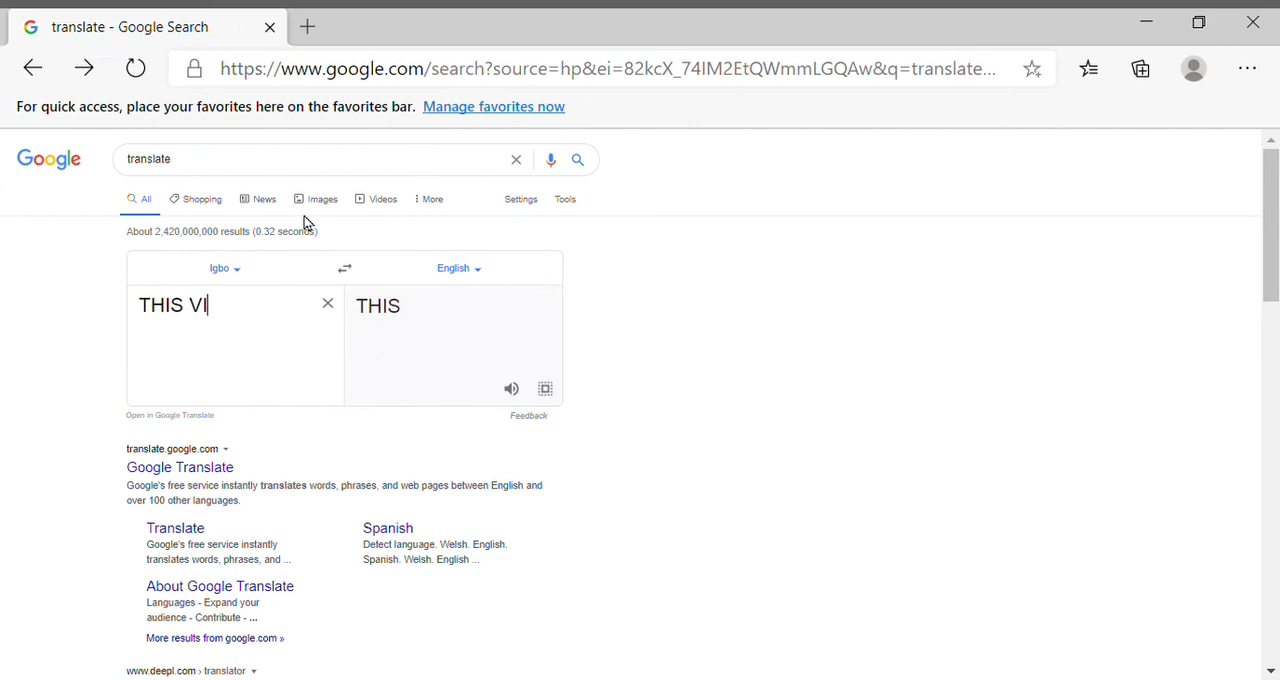 translate - Google Search
https://www.google.com/search?source=hp&ei=82kcX_74IM2EtQWmmLGQAw&q=translate...
For quick access, place your favorites here on the favorites bar. Manage favorites now
Google translate
All Shopping News Images Videos More Settings Tools
About 2,420,000,000 results (0.32 seconds)
Igbo English
THIS VI THIS
Open in Google Translate Feedback
translate.google.com
Google Translate
Google's free service instantly translates words, phrases, and web pages between English and
over 100 other languages.
Translate
Google's free service instantly
translates words, phrases, and ...
Spanish
Detect language. Welsh. English.
Spanish. Welsh. English ...
About Google Translate
Languages - Expand your
audience - Contribute - ...
More results from google.com »
www.deepl.com › translator